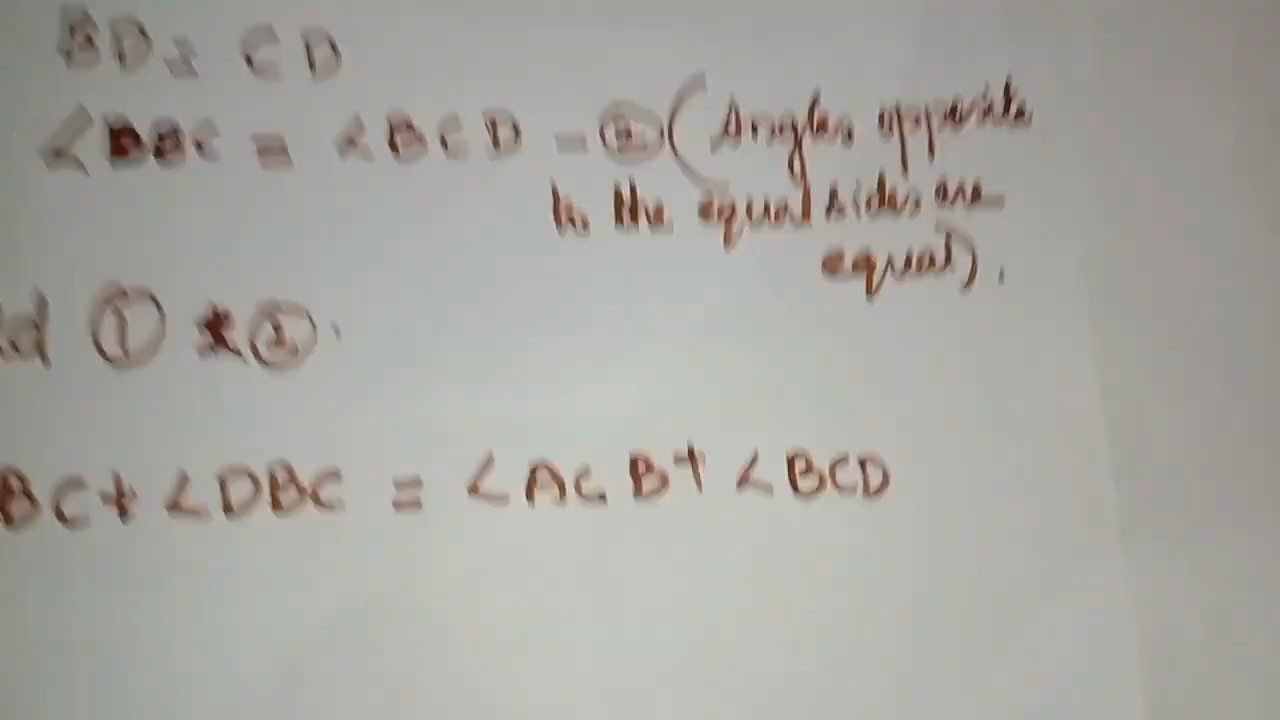 BD = CD
∠DBC = ∠BCD - ② (Angles opposite
to the equal sides are
equal).
d ① & ②.
BC + ∠DBC = ∠ACB + ∠BCD